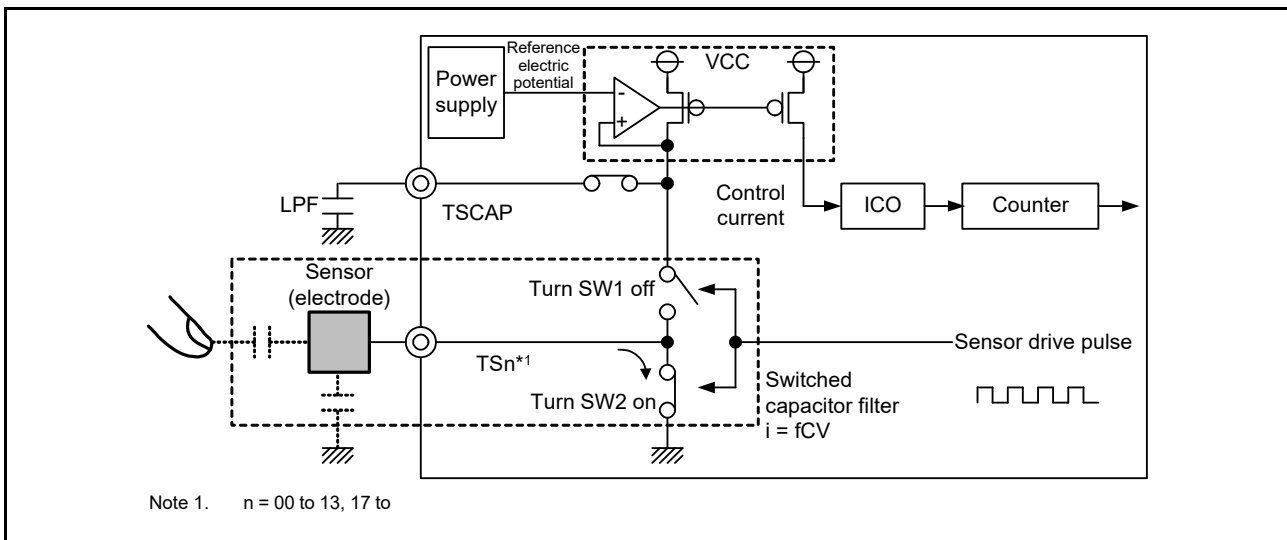 Power
supply
Reference
electric
potential
VCC
-
+
LPF
TSCAP
Control
current
ICO
Counter
Sensor
(electrode)
Turn SW1 off
TSn*1
Turn SW2 on
Sensor drive pulse
Switched
capacitor filter
i = fCV
Note 1. n = 00 to 13, 17 to